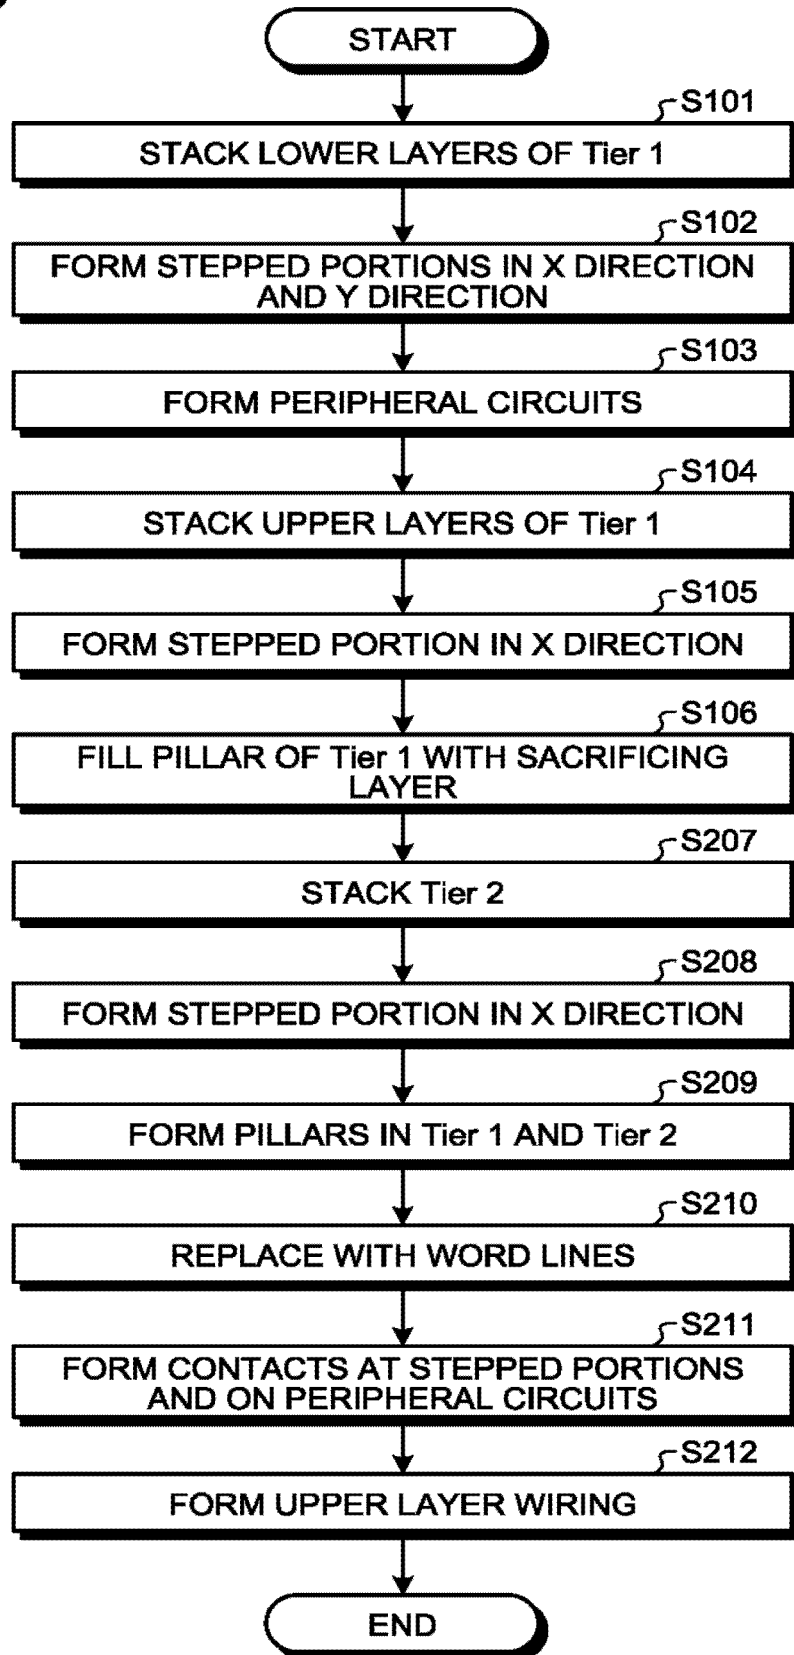 START
S101
STACK LOWER LAYERS OF Tier 1
S102
FORM STEPPED PORTIONS IN X DIRECTION
AND Y DIRECTION
S103
FORM PERIPHERAL CIRCUITS
S104
STACK UPPER LAYERS OF Tier 1
S105
FORM STEPPED PORTION IN X DIRECTION
S106
FILL PILLAR OF Tier 1 WITH SACRIFICING
LAYER
S207
STACK Tier 2
S208
FORM STEPPED PORTION IN X DIRECTION
S209
FORM PILLARS IN Tier 1 AND Tier 2
S210
REPLACE WITH WORD LINES
S211
FORM CONTACTS AT STEPPED PORTIONS
AND ON PERIPHERAL CIRCUITS
S212
FORM UPPER LAYER WIRING
END